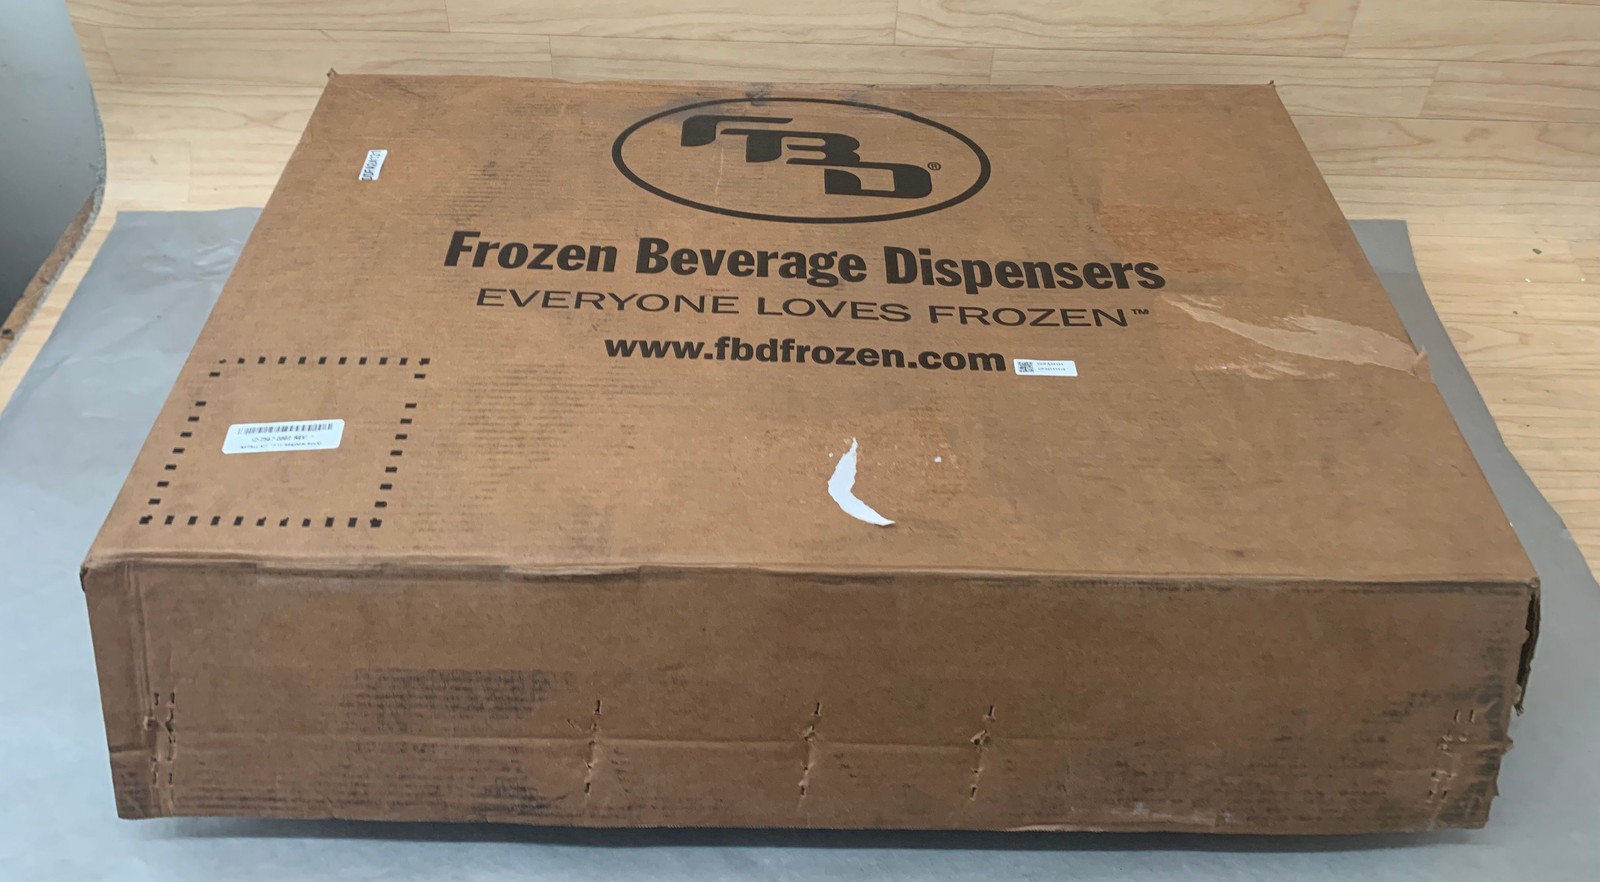 FBD®
Frozen Beverage Dispensers
EVERYONE LOVES FROZEN™
www.fbdfrozen.com